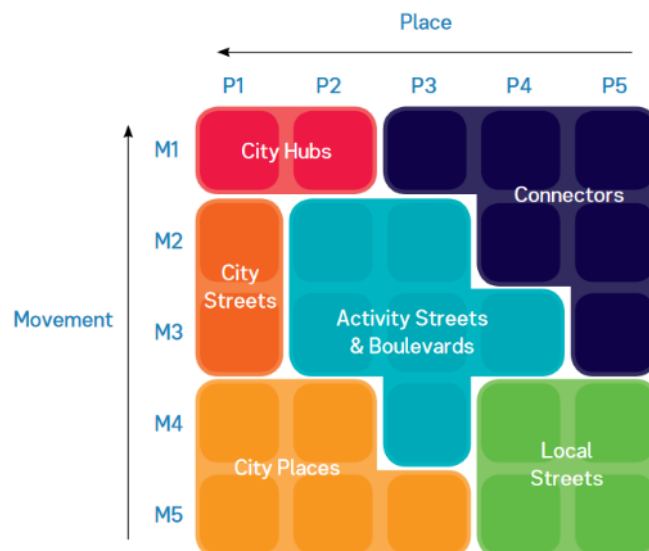 Place
P1 P2 P3 P4 P5
M1
City Hubs
Connectors
M2
City
Streets
Movement
M3
Activity Streets
& Boulevards
M4
City Places
Local
Streets
M5